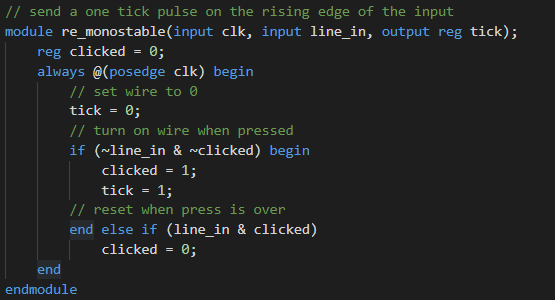 // send a one tick pulse on the rising edge of the input
module re_monostable(input clk, input line_in, output reg tick);
    reg clicked = 0;
    always @(posedge clk) begin
        // set wire to 0
        tick = 0;
        // turn on wire when pressed
        if (~line_in & ~clicked) begin
            clicked = 1;
            tick = 1;
        // reset when press is over
        end else if (line_in & clicked)
            clicked = 0;
    end
endmodule